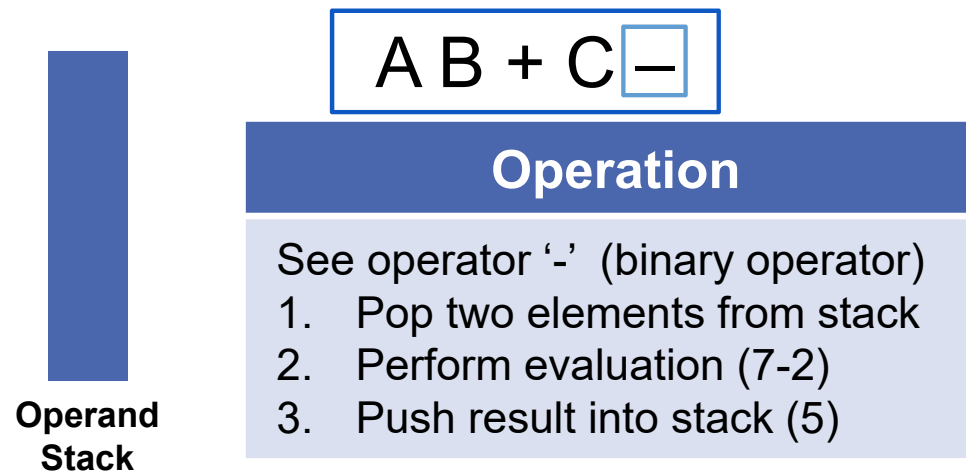 A B + C –
Operation
See operator ‘-’ (binary operator)
1. Pop two elements from stack
2. Perform evaluation (7-2)
3. Push result into stack (5)
Operand
Stack